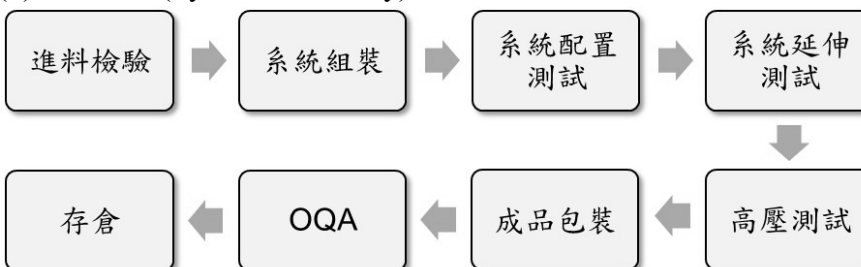 進料檢驗
系統組裝
系統配置
測試
系統延伸
測試
高壓測試
成品包裝
OQA
存倉